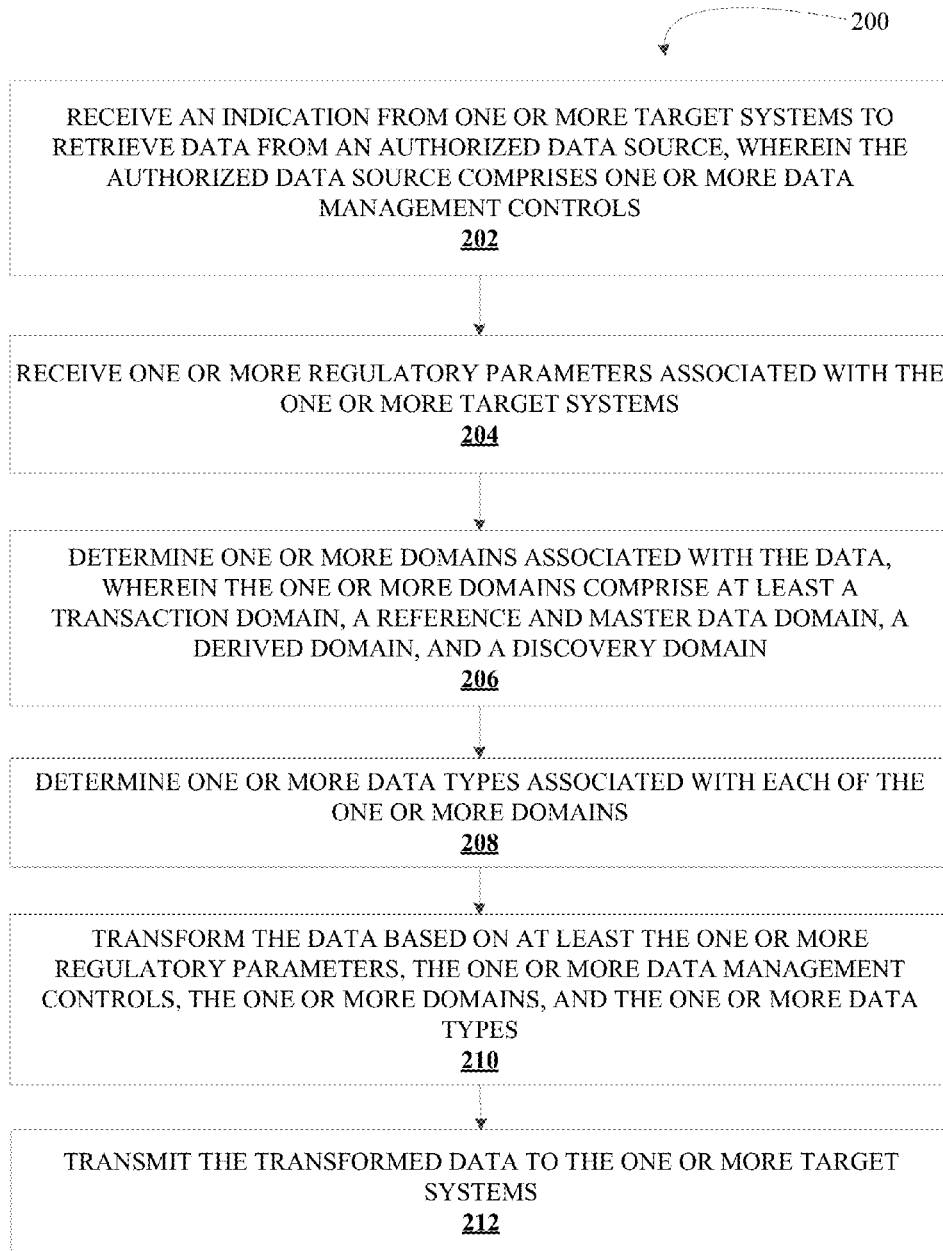 200
RECEIVE AN INDICATION FROM ONE OR MORE TARGET SYSTEMS TO
RETRIEVE DATA FROM AN AUTHORIZED DATA SOURCE, WHEREIN THE
AUTHORIZED DATA SOURCE COMPRISES ONE OR MORE DATA
MANAGEMENT CONTROLS
202
RECEIVE ONE OR MORE REGULATORY PARAMETERS ASSOCIATED WITH THE
ONE OR MORE TARGET SYSTEMS
204
DETERMINE ONE OR MORE DOMAINS ASSOCIATED WITH THE DATA,
WHEREIN THE ONE OR MORE DOMAINS COMPRISE AT LEAST A
TRANSACTION DOMAIN, A REFERENCE AND MASTER DATA DOMAIN, A
DERIVED DOMAIN, AND A DISCOVERY DOMAIN
206
DETERMINE ONE OR MORE DATA TYPES ASSOCIATED WITH EACH OF THE
ONE OR MORE DOMAINS
208
TRANSFORM THE DATA BASED ON AT LEAST THE ONE OR MORE
REGULATORY PARAMETERS, THE ONE OR MORE DATA MANAGEMENT
CONTROLS, THE ONE OR MORE DOMAINS, AND THE ONE OR MORE DATA
TYPES
210
TRANSMIT THE TRANSFORMED DATA TO THE ONE OR MORE TARGET
SYSTEMS
212